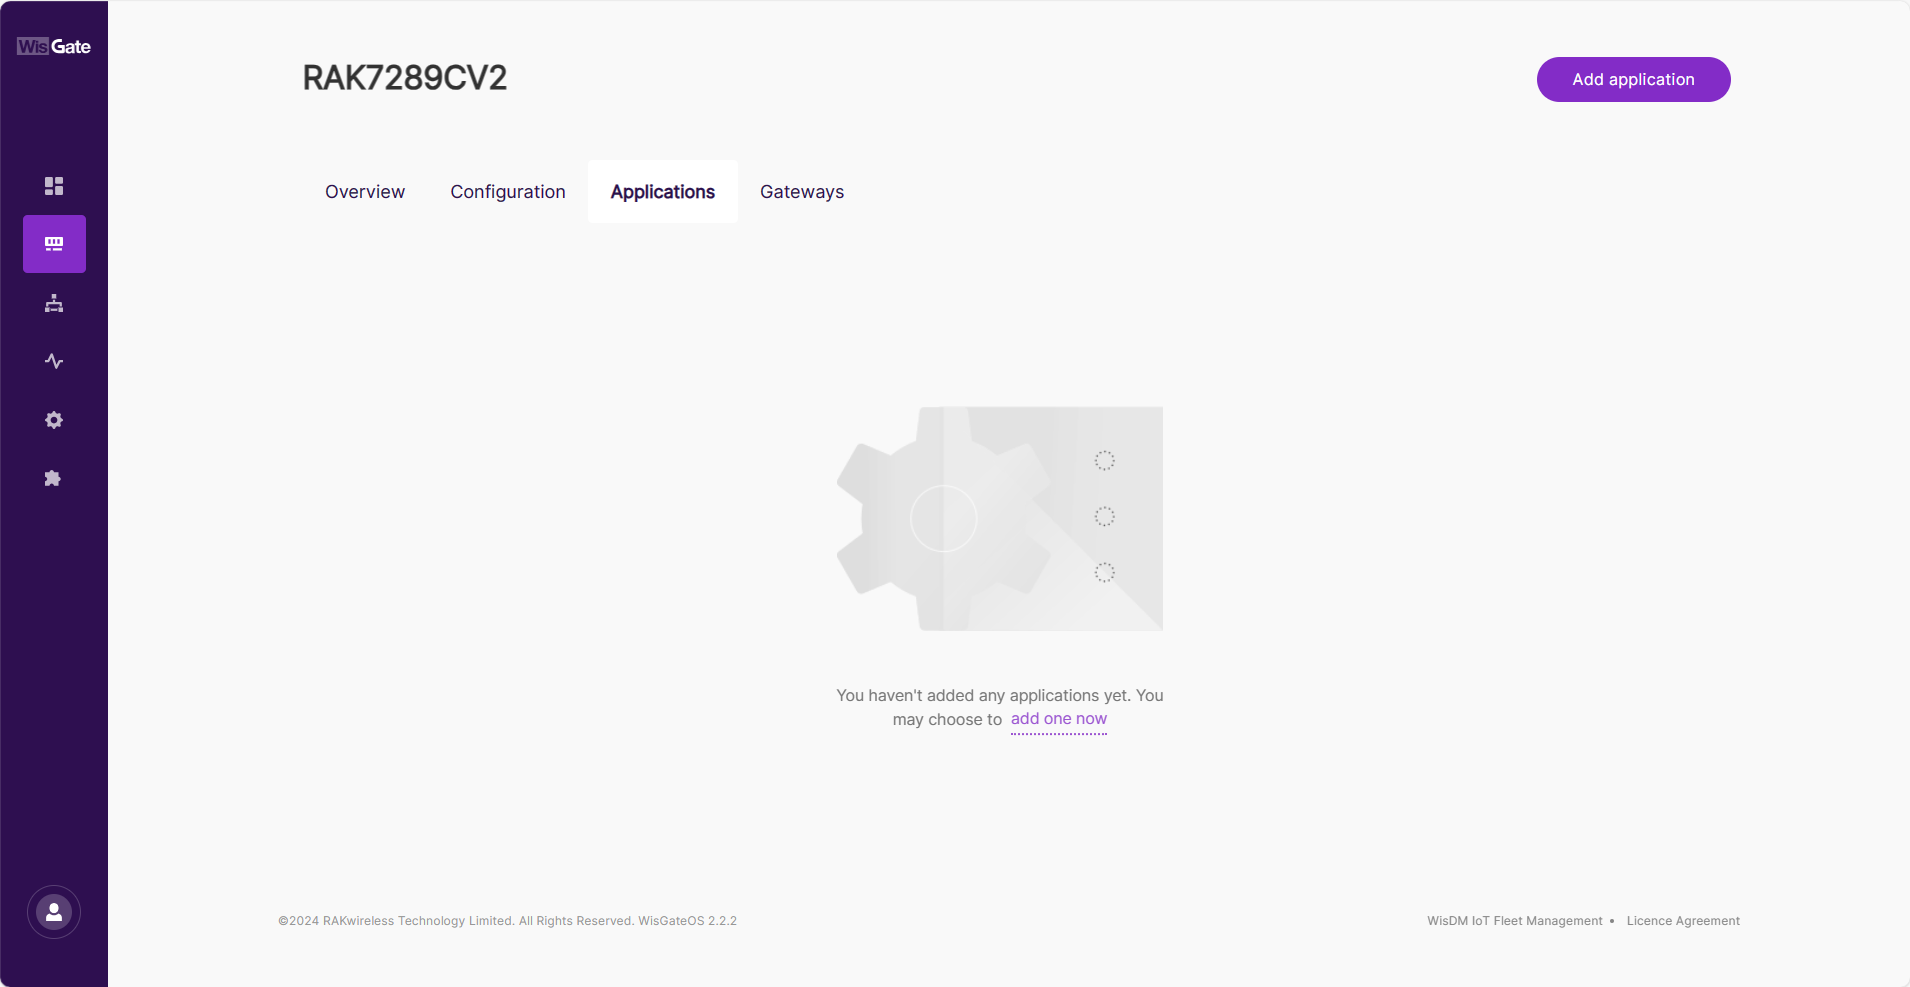 WisGate
RAK7289CV2
Add application
Overview
Configuration
Applications
Gateways
You haven't added any applications yet. You
may choose to add one now
©2024 RAKwireless Technology Limited. All Rights Reserved. WisGateOS 2.2.2
WisDM IoT Fleet Management • Licence Agreement